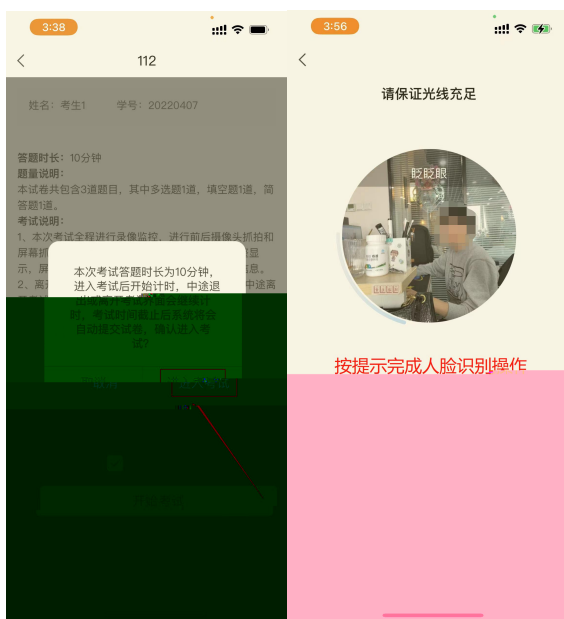 3:38
112
姓名：考生1 学号：20220407
答题时长：10分钟
题量说明：
本试卷共包含3道题目，其中多选题1道，填空题1道，简
答题1道。
考试说明：
1、本次考试全程进行录像监控，进行前后摄像头抓拍和
屏幕抓
示，屏 息。
2、离 中途离
本次考试答题时长为10分钟，
进入考试后开始计时，中途退
时，考试时间截止后系统将会
自动提交试卷，确认进入考
试？
3:56
请保证光线充足
眨眨眼
按提示完成人脸识别操作